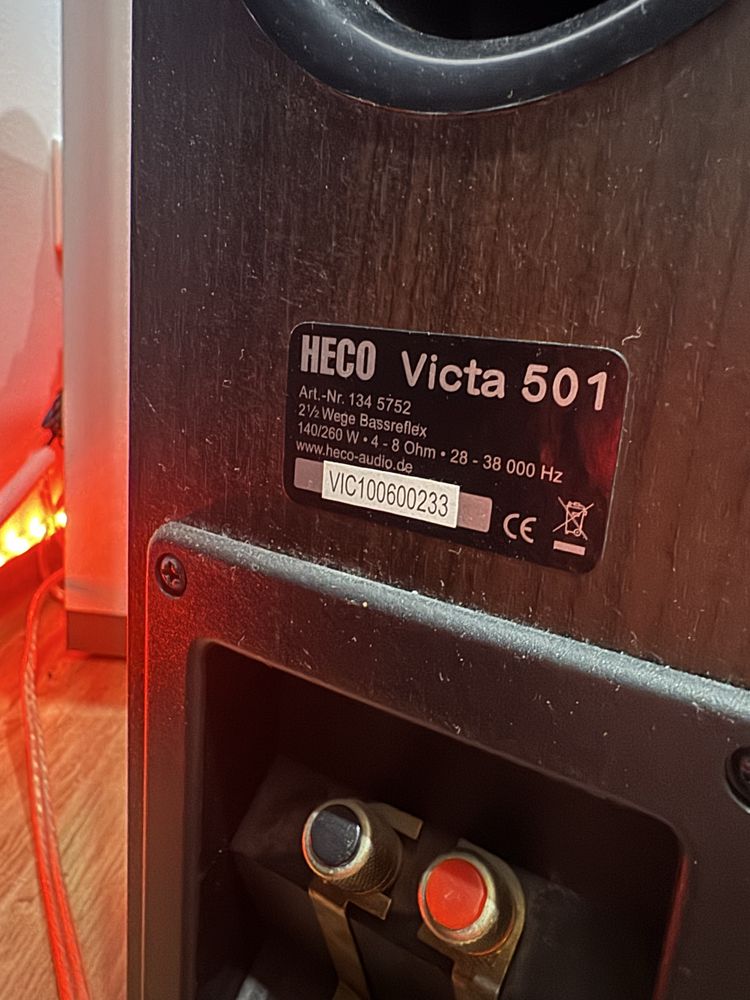 HECO Victa 501
Art.-Nr. 134 5752
2½ Wege Bassreflex
140/260 W • 4 - 8 Ohm • 28 - 38 000 Hz
www.heco-audio.de
VIC100600233
CE